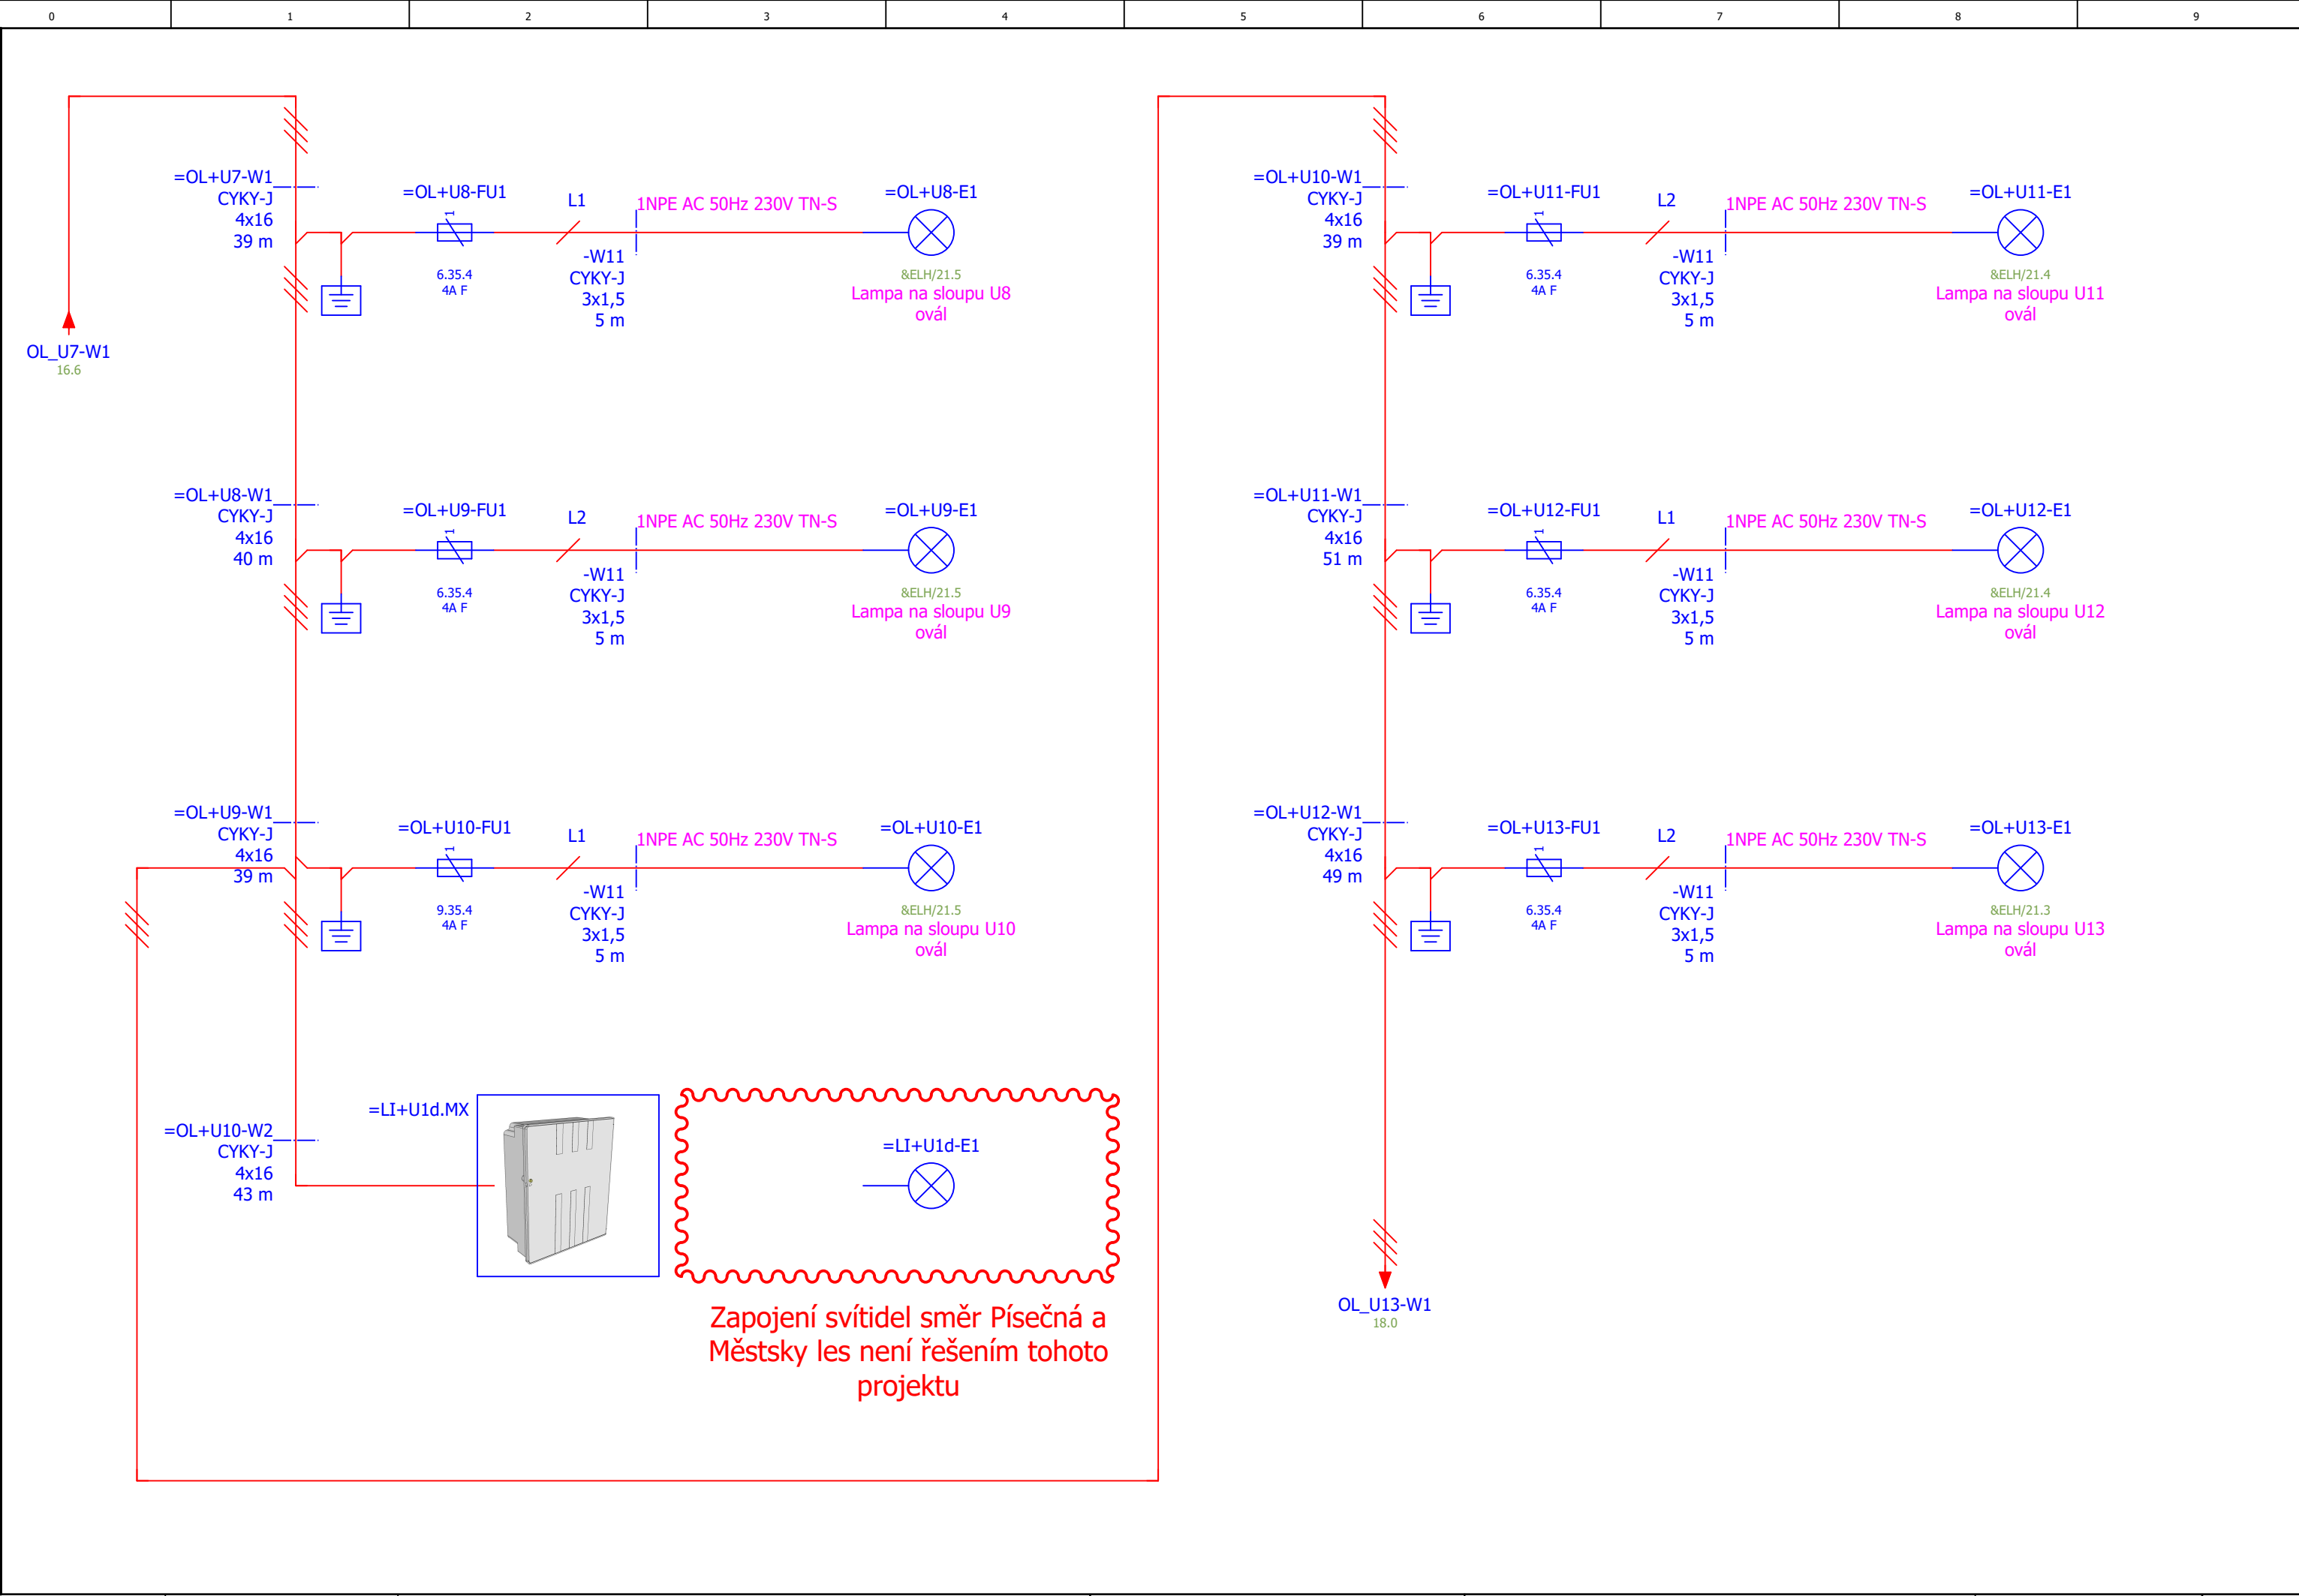 0 1 2 3 4 5 6 7 8 9
OL_U7-W1
16.6
=OL+U7-W1
CYKY-J
4x16
39 m
=OL+U8-FU1
1
6.35.4
4A F
L1
-W11
CYKY-J
3x1,5
5 m
1NPE AC 50Hz 230V TN-S
=OL+U8-E1
&ELH/21.5
Lampa na sloupu U8
ovál
=OL+U8-W1
CYKY-J
4x16
40 m
=OL+U9-FU1
1
6.35.4
4A F
L2
-W11
CYKY-J
3x1,5
5 m
1NPE AC 50Hz 230V TN-S
=OL+U9-E1
&ELH/21.5
Lampa na sloupu U9
ovál
=OL+U9-W1
CYKY-J
4x16
39 m
=OL+U10-FU1
1
9.35.4
4A F
L1
-W11
CYKY-J
3x1,5
5 m
1NPE AC 50Hz 230V TN-S
=OL+U10-E1
&ELH/21.5
Lampa na sloupu U10
ovál
=OL+U10-W2
CYKY-J
4x16
43 m
=LI+U1d.MX
=LI+U1d-E1
Zapojení svítidel směr Písečná a
Městsky les není řešením tohoto
projektu
=OL+U10-W1
CYKY-J
4x16
39 m
=OL+U11-FU1
1
6.35.4
4A F
L2
-W11
CYKY-J
3x1,5
5 m
1NPE AC 50Hz 230V TN-S
=OL+U11-E1
&ELH/21.4
Lampa na sloupu U11
ovál
=OL+U11-W1
CYKY-J
4x16
51 m
=OL+U12-FU1
1
6.35.4
4A F
L1
-W11
CYKY-J
3x1,5
5 m
1NPE AC 50Hz 230V TN-S
=OL+U12-E1
&ELH/21.4
Lampa na sloupu U12
ovál
=OL+U12-W1
CYKY-J
4x16
49 m
=OL+U13-FU1
1
6.35.4
4A F
L2
-W11
CYKY-J
3x1,5
5 m
1NPE AC 50Hz 230V TN-S
=OL+U13-E1
&ELH/21.3
Lampa na sloupu U13
ovál
OL_U13-W1
18.0